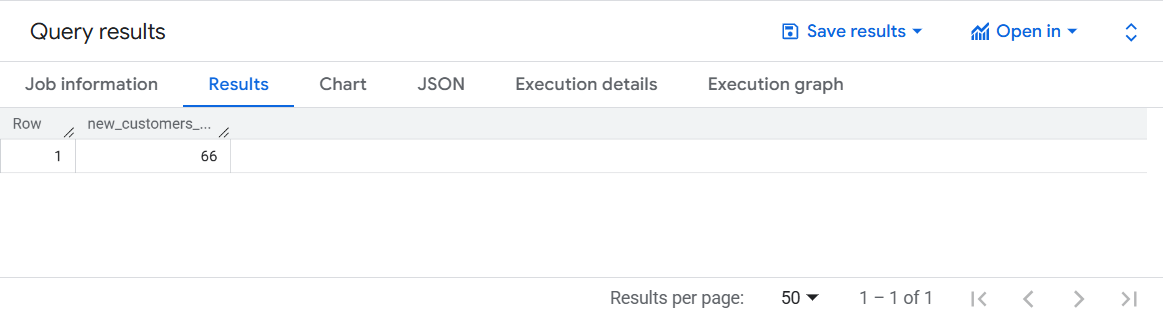 Query results Save results Open in
Job information Results Chart JSON Execution details Execution graph
Row new_customers_...
1 66
Results per page: 50 1 – 1 of 1